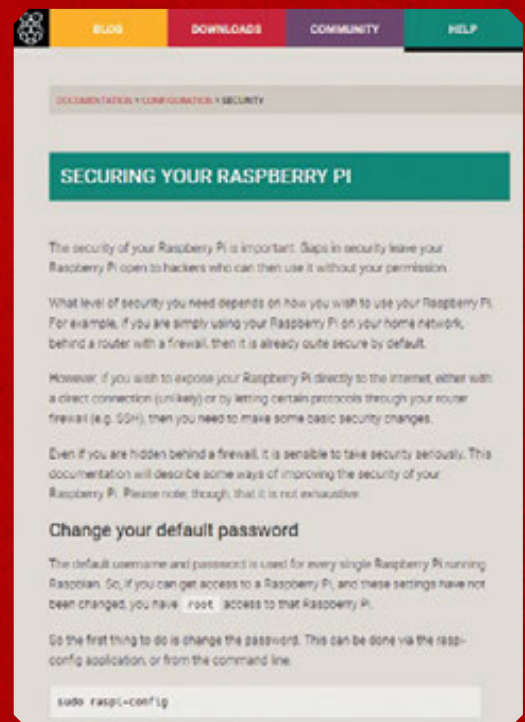 BLOG DOWNLOADS COMMUNITY HELP
DOCUMENTATION > CONFIGURATION > SECURITY
SECURING YOUR RASPBERRY PI
The security of your Raspberry Pi is important. Gaps in security leave your
Raspberry Pi open to hackers who can then use it without your permission.
What level of security you need depends on how you wish to use your Raspberry Pi.
For example, if you are simply using your Raspberry Pi on your home network,
behind a router with a firewall, then it is already quite secure by default.
However, if you wish to expose your Raspberry Pi directly to the internet, either with
a direct connection (unlikely) or by letting certain protocols through your router
firewall (e.g. SSH), then you need to make some basic security changes.
Even if you are hidden behind a firewall, it is sensible to take security seriously. This
documentation will describe some ways of improving the security of your
Raspberry Pi. Please note, though, that it is not exhaustive.
Change your default password
The default username and password is used for every single Raspberry Pi running
Raspbian. So, if you can get access to a Raspberry Pi, and these settings have not
been changed, you have root access to that Raspberry Pi.
So the first thing to do is change the password. This can be done via the raspi-
config application, or from the command line.
sudo raspi-config